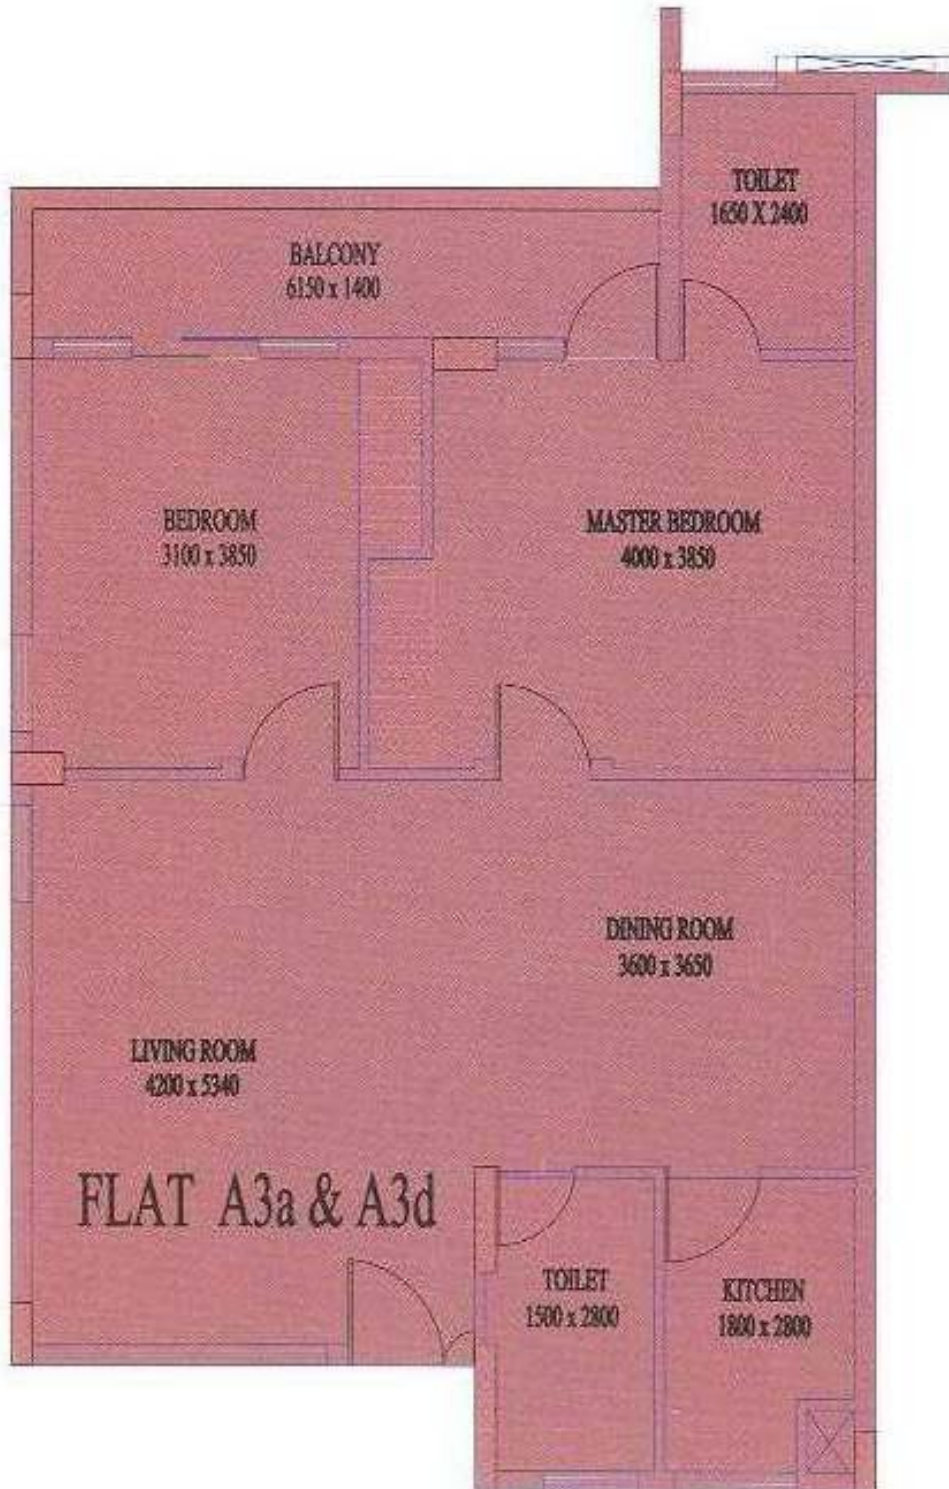 TOILET
1650 X 2400
BALCONY
6150 x 1400
BEDROOM
3100 x 3850
MASTER BEDROOM
4000 x 3850
DINING ROOM
3600 x 3650
LIVING ROOM
4200 x 5340
FLAT A3a & A3d
TOILET
1500 x 2800
KITCHEN
1800 x 2800